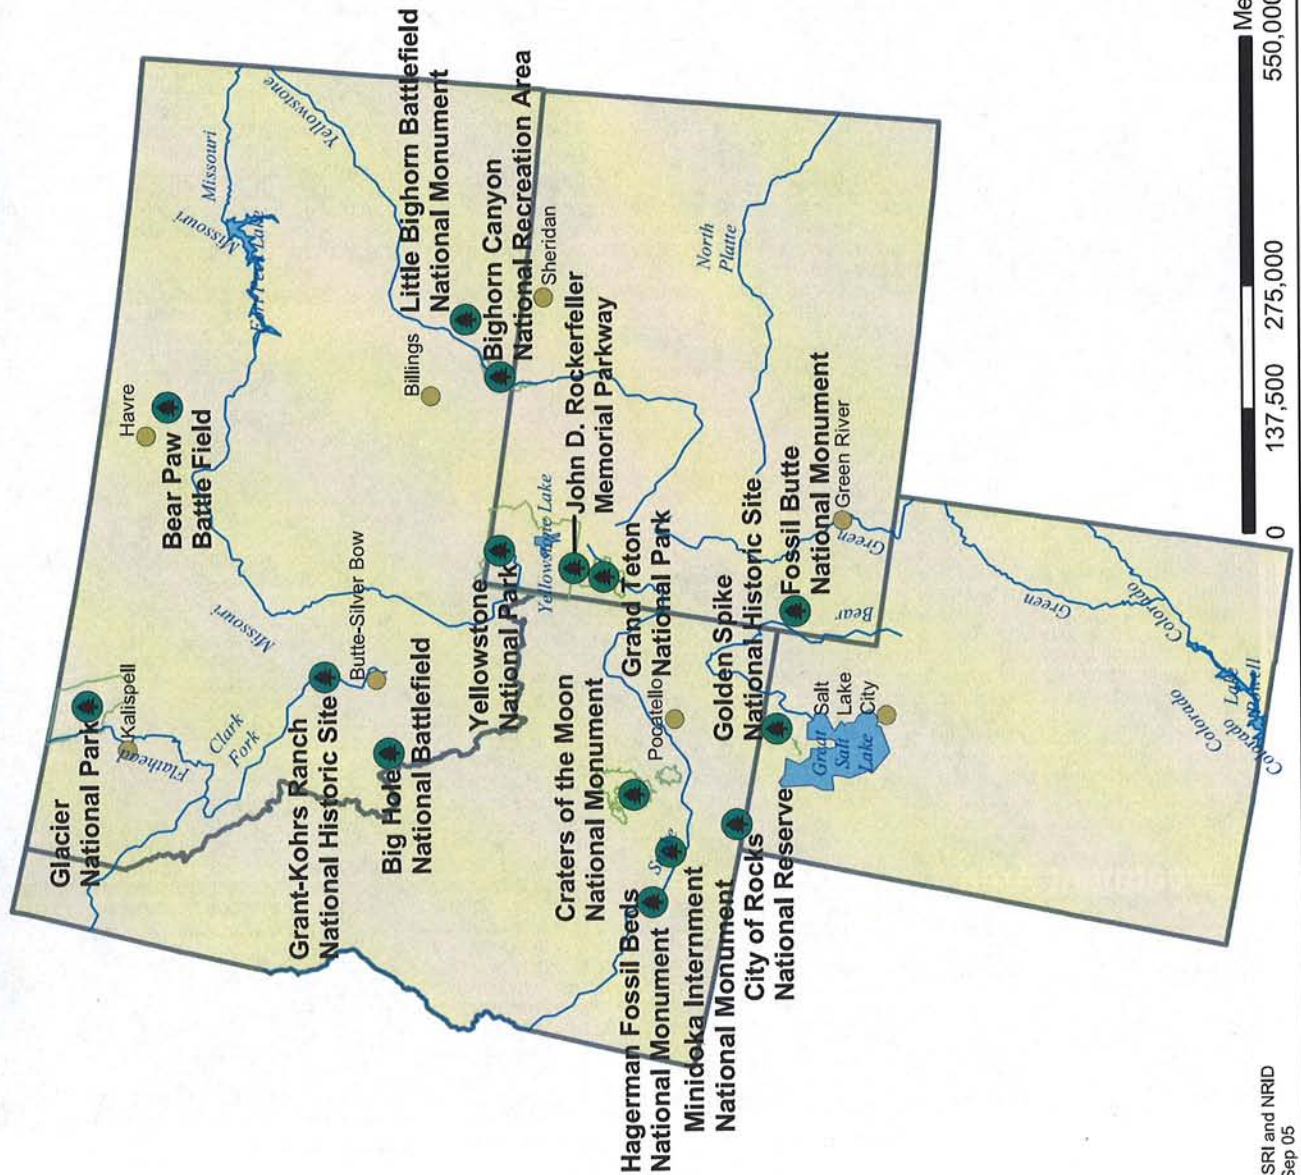 Glacier
National Park
Kalispell
Flathead
Clark
Fork
Missouri
Bear Paw
Battle Field
Havre
Missouri
Missouri
Fort Peck Lake
Yellowstone
Grant-Kohrs Ranch
National Historic Site
Butte-Silver Bow
Big Hole
National Battlefield
Billings
Little Bighorn Battlefield
National Monument
Bighorn Canyon
National Recreation Area
Sheridan
Yellowstone
National Park
Yellowstone Lake
John D. Rockerfeller
Memorial Parkway
Grand Teton
National Park
North
Platte
Craters of the Moon
National Monument
Pocatello
Hagerman Fossil Beds
National Monument
Snake
Minidoka Internment
National Monument
City of Rocks
National Reserve
Golden Spike
National Historic Site
Fossil Butte
National Monument
Green River
Green
Bear
Great
Salt
Lake
Salt
Lake
City
Green
Colorado
Colorado
Colorado
Lake
Powell
Colorado
0
137,500
275,000
550,000
Me
SRI and NRID
Sep 05